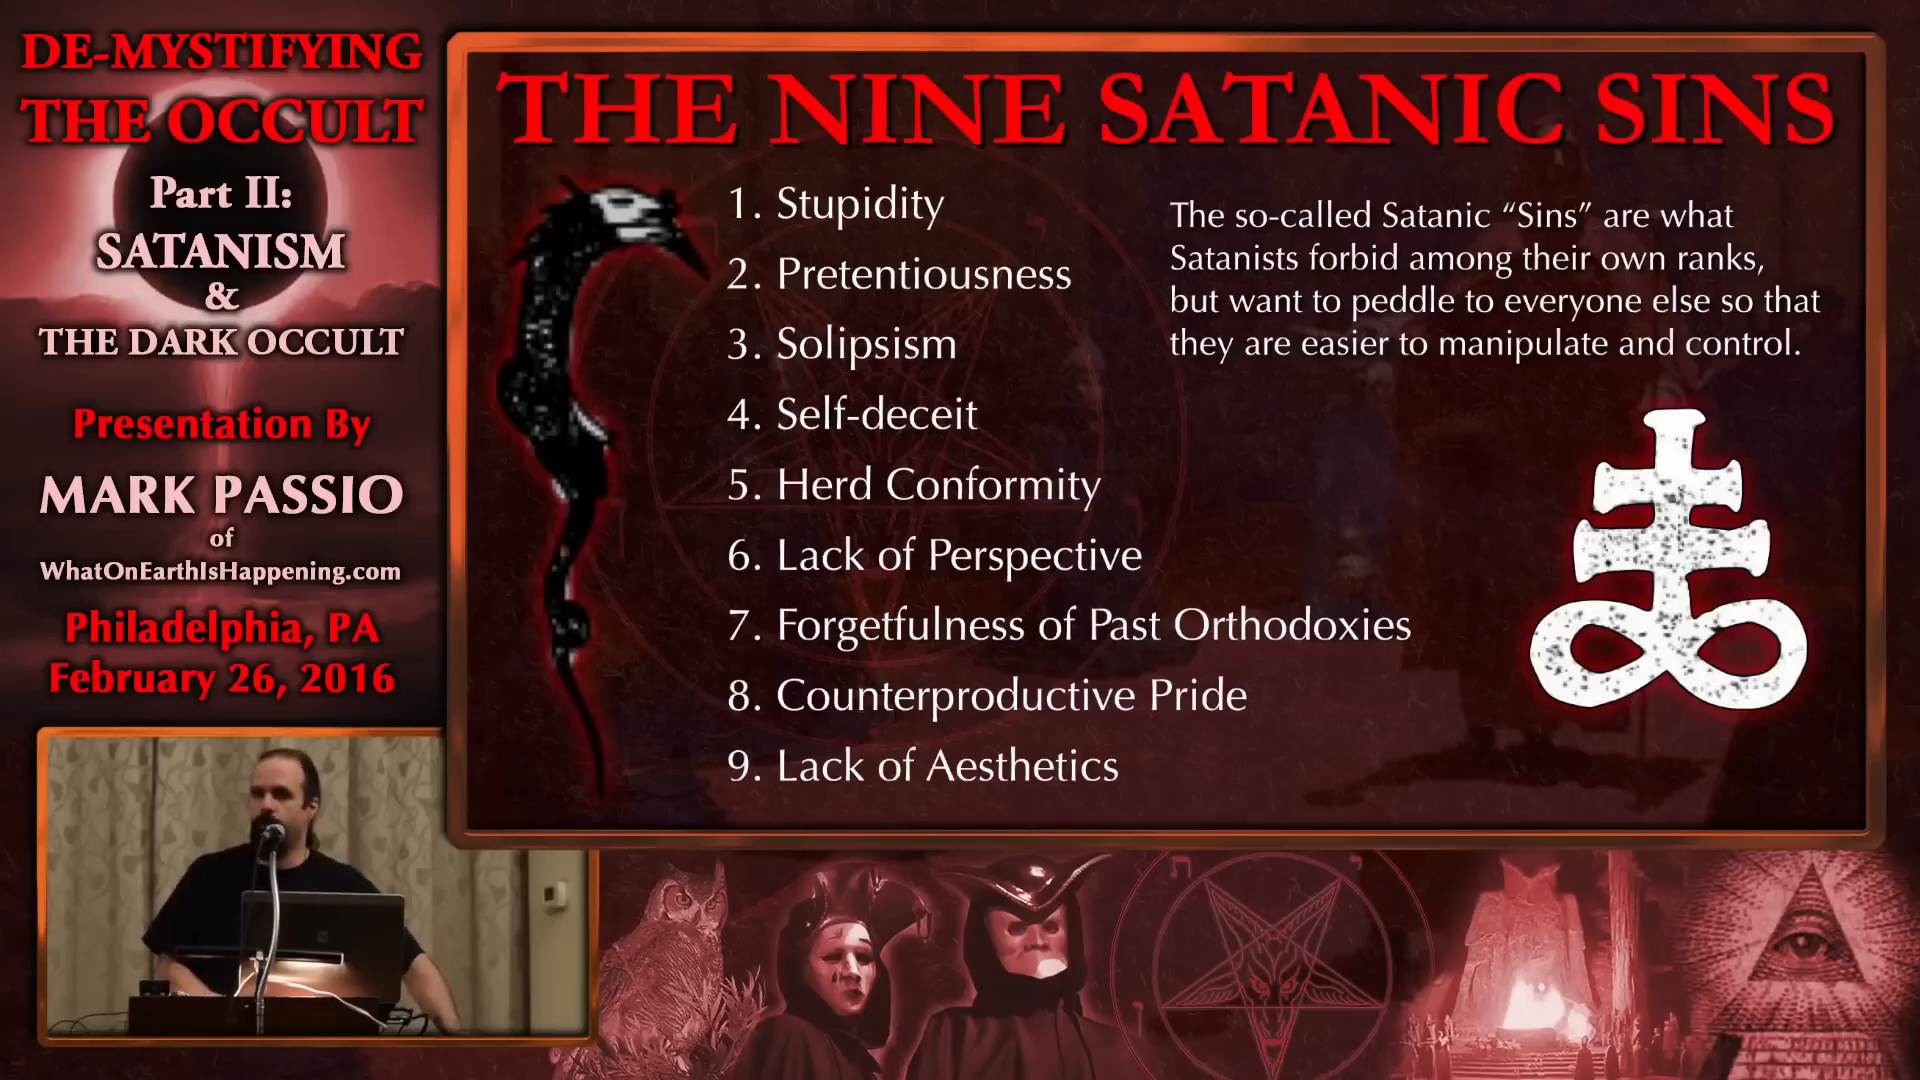 DE-MYSTIFYING
THE OCCULT
Part II:
SATANISM
&
THE DARK OCCULT
Presentation By
MARK PASSIO
of
WhatOnEarthIsHappening.com
Philadelphia, PA
February 26, 2016
THE NINE SATANIC SINS
1. Stupidity
2. Pretentiousness
3. Solipsism
4. Self-deceit
5. Herd Conformity
6. Lack of Perspective
7. Forgetfulness of Past Orthodoxies
8. Counterproductive Pride
9. Lack of Aesthetics
The so-called Satanic “Sins” are what
Satanists forbid among their own ranks,
but want to peddle to everyone else so that
they are easier to manipulate and control.